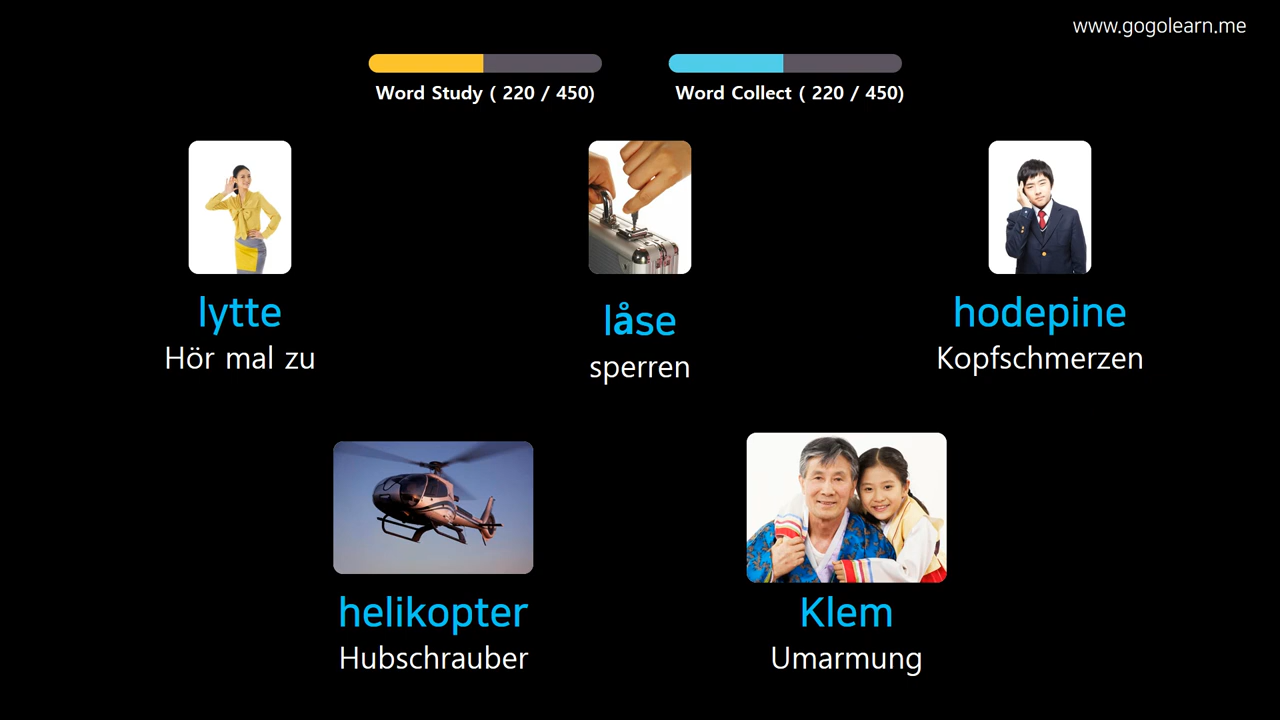 www.gogolearn.me
Word Study ( 220 / 450)
Word Collect ( 220 / 450)
lytte
Hör mal zu
låse
sperren
hodepine
Kopfschmerzen
helikopter
Hubschrauber
Klem
Umarmung